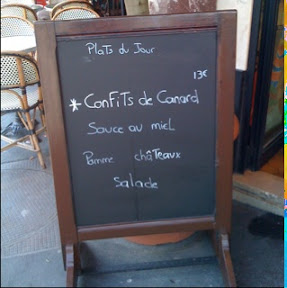 Plats du Jour
13€
* Confits de Canard
Sauce au miel
Pomme châteaux
Salade